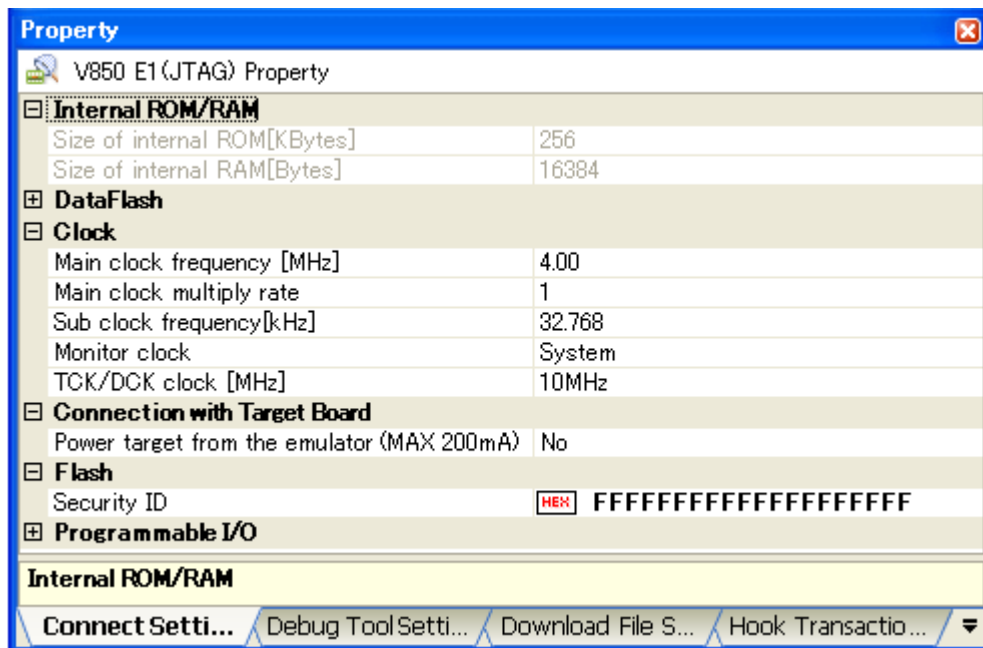 Property
V850 E1(JTAG) Property
Internal ROM/RAM
Size of internal ROM[KBytes] 256
Size of internal RAM[Bytes] 16384
DataFlash
Clock
Main clock frequency [MHz] 4.00
Main clock multiply rate 1
Sub clock frequency[kHz] 32.768
Monitor clock System
TCK/DCK clock [MHz] 10MHz
Connection with Target Board
Power target from the emulator (MAX 200mA) No
Flash
Security ID HEX FFFFFFFFFFFFFFFFFFFF
Programmable I/O
Internal ROM/RAM
Connect Setti... Debug Tool Setti... Download File S... Hook Transactio...